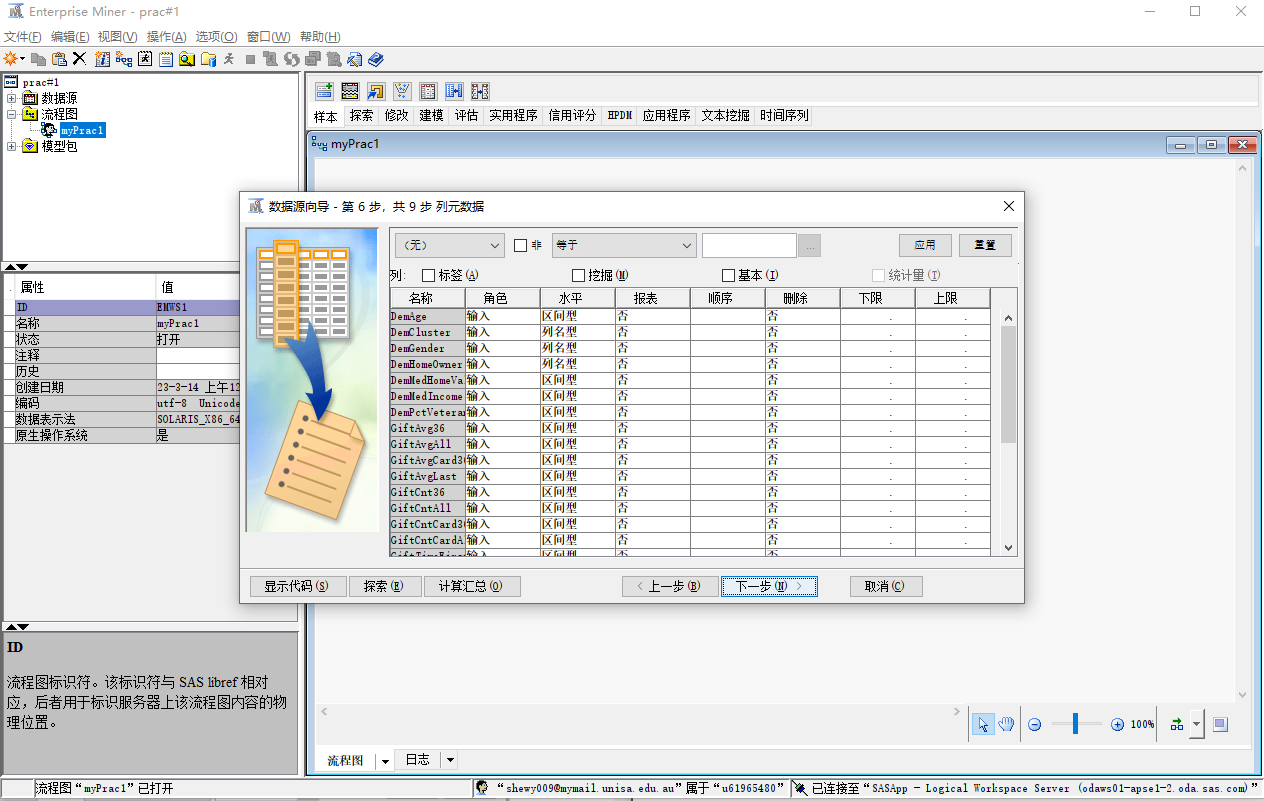 Enterprise Miner - prac#1
文件(F) 编辑(E) 视图(V) 操作(A) 选项(O) 窗口(W) 帮助(H)
prac#1
数据源
流程图
myPrac1
模型包
样本 探索 修改 建模 评估 实用程序 信用评分 HPDM 应用程序 文本挖掘 时间序列
myPrac1
数据源向导 - 第 6 步，共 9 步 列元数据
（无） 非 等于 ... 应用 重置
列: 标签(A) 挖掘(M) 基本(I) 统计量(T)
名称 角色 水平 报表 顺序 删除 下限 上限
DemAge 输入 区间型 否 否 . .
DemCluster 输入 列名型 否 否 . .
DemGender 输入 列名型 否 否 . .
DemHomeOwner 输入 列名型 否 否 . .
DemMedHomeVa 输入 区间型 否 否 . .
DemMedIncome 输入 区间型 否 否 . .
DemPctVetera 输入 区间型 否 否 . .
GiftAvg36 输入 区间型 否 否 . .
GiftAvgAll 输入 区间型 否 否 . .
GiftAvgCard3 输入 区间型 否 否 . .
GiftAvgLast 输入 区间型 否 否 . .
GiftCnt36 输入 区间型 否 否 . .
GiftCntAll 输入 区间型 否 否 . .
GiftCntCard3 输入 区间型 否 否 . .
GiftCntCardA 输入 区间型 否 否 . .
显示代码(S) 探索(E) 计算汇总(O) < 上一步(B) 下一步(N) > 取消(C)
属性 值
ID EMWS1
名称 myPrac1
状态 打开
注释
历史
创建日期 23-3-14 上午12
编码 utf-8 Unicode
数据表示法 SOLARIS_X86_64
原生操作系统 是
ID
流程图标识符。该标识符与 SAS libref 相对
应，后者用于标识服务器上该流程图内容的物
理位置。
100%
流程图 日志
流程图“myPrac1”已打开 “shewy009@mymail.unisa.edu.au”属于“u61965480” 已连接至“SASApp - Logical Workspace Server (odaws01-apse1-2.oda.sas.com)”